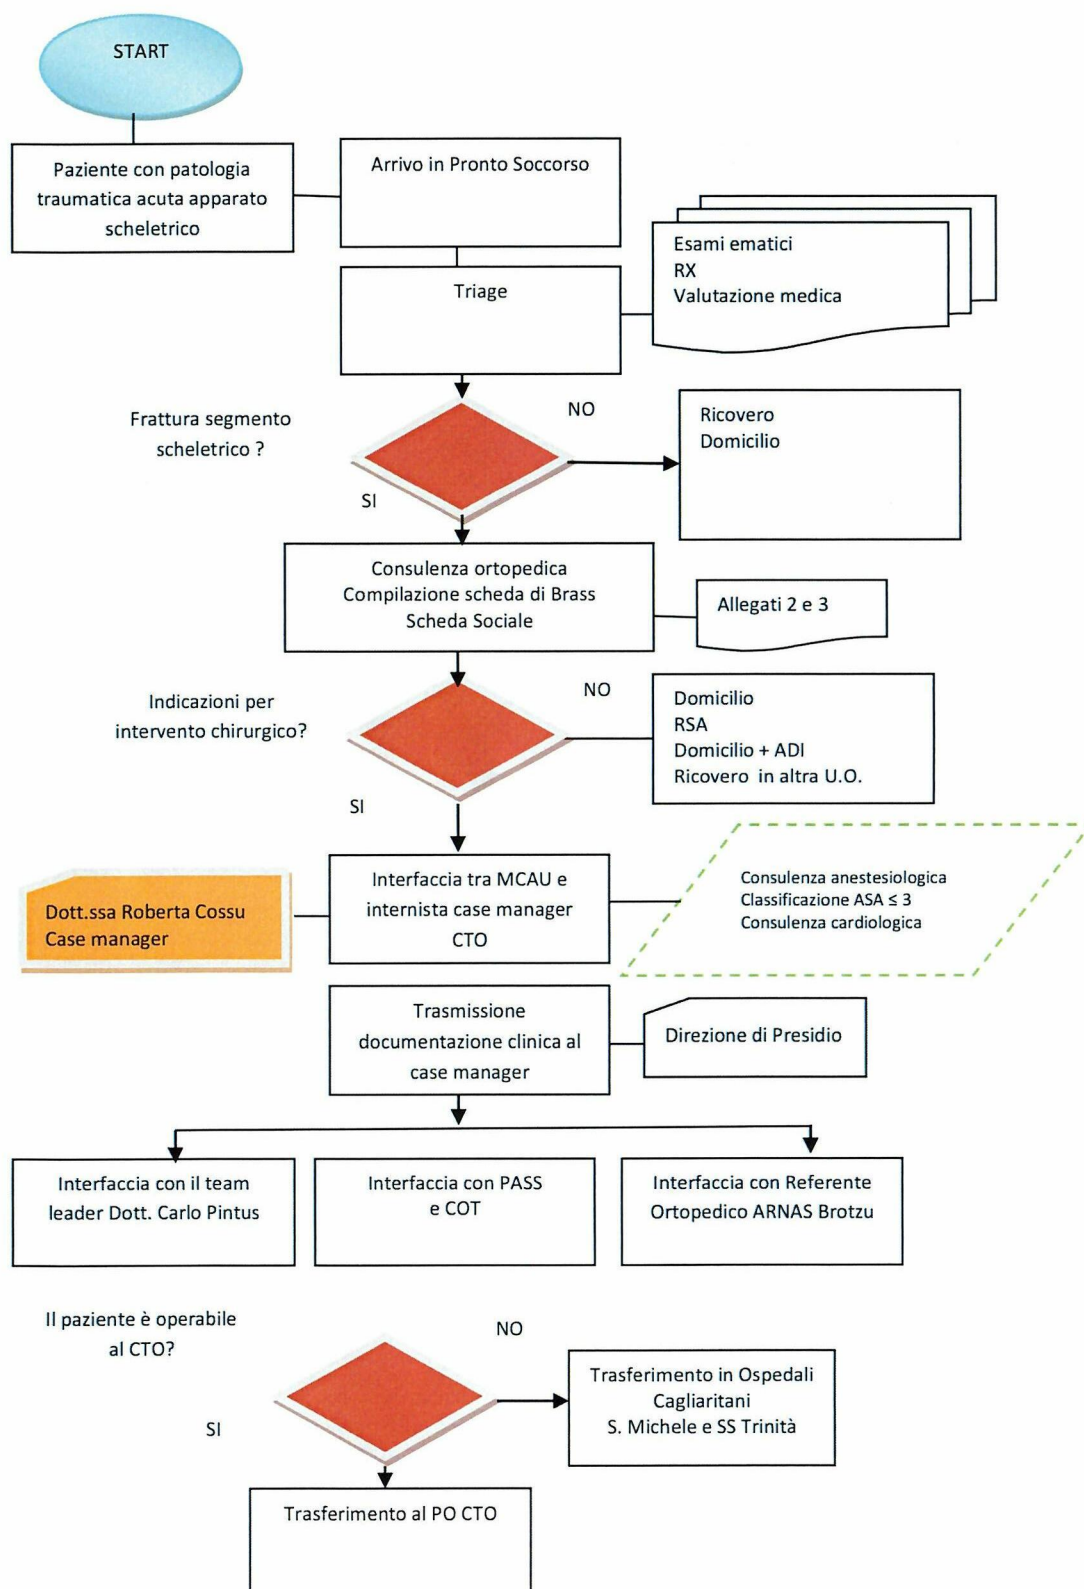 START
Paziente con patologia
traumatica acuta apparato
scheletrico
Arrivo in Pronto Soccorso
Triage
Esami ematici
RX
Valutazione medica
Frattura segmento
scheletrico ?
NO
Ricovero
Domicilio
SI
Consulenza ortopedica
Compilazione scheda di Brass
Scheda Sociale
Allegati 2 e 3
Indicazioni per
intervento chirurgico?
NO
Domicilio
RSA
Domicilio + ADI
Ricovero in altra U.O.
SI
Dott.ssa Roberta Cossu
Case manager
Interfaccia tra MCAU e
internista case manager
CTO
Consulenza anestesiologica
Classificazione ASA ≤ 3
Consulenza cardiologica
Trasmissione
documentazione clinica al
case manager
Direzione di Presidio
Interfaccia con il team
leader Dott. Carlo Pintus
Interfaccia con PASS
e COT
Interfaccia con Referente
Ortopedico ARNAS Brotzu
Il paziente è operabile
al CTO?
NO
Trasferimento in Ospedali
Cagliaritani
S. Michele e SS Trinità
SI
Trasferimento al PO CTO